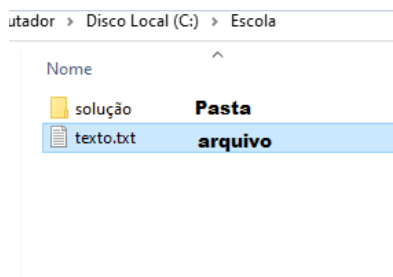 utador > Disco Local (C:) > Escola
Nome
solução Pasta
texto.txt arquivo